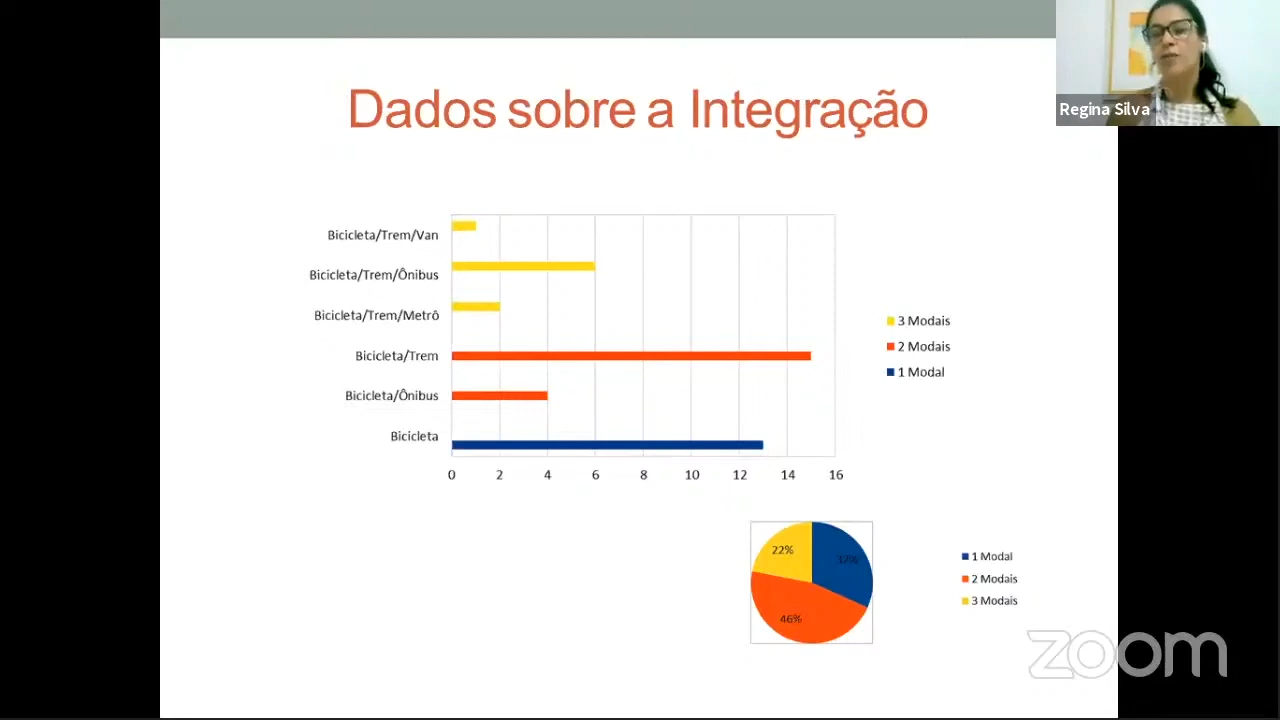 Regina Silva
Dados sobre a Integração
Bicicleta/Trem/Van
Bicicleta/Trem/Ônibus
Bicicleta/Trem/Metrô
Bicicleta/Trem
Bicicleta/Ônibus
Bicicleta
0 2 4 6 8 10 12 14 16
3 Modais
2 Modais
1 Modal
22%
32%
46%
1 Modal
2 Modais
3 Modais
zoom